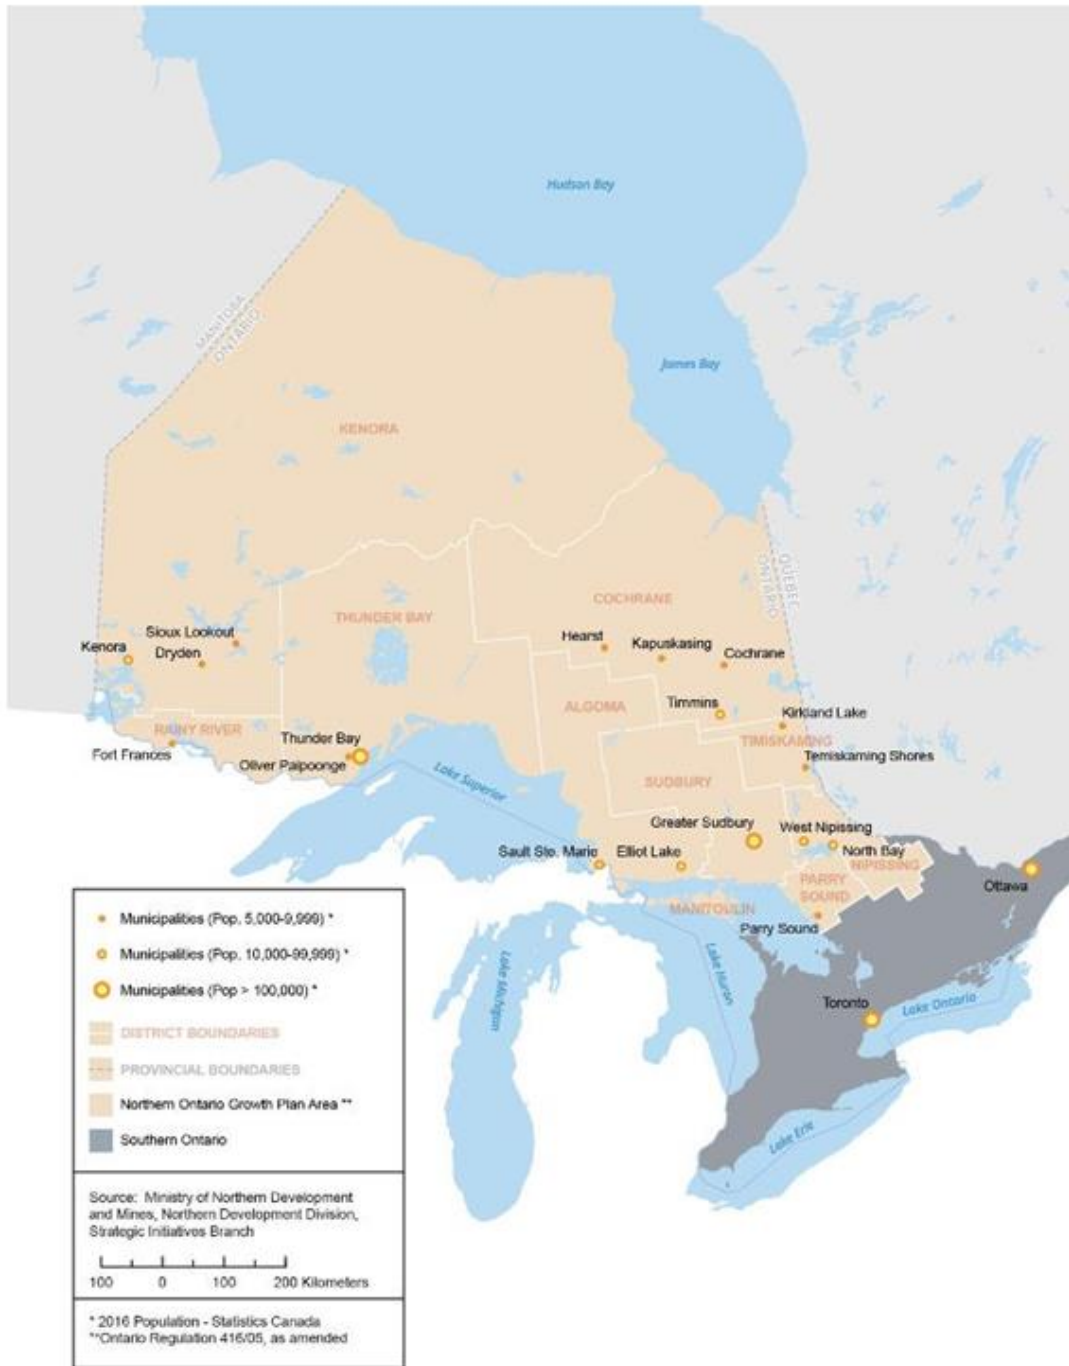 Hudson Bay
MANITOBA
ONTARIO
James Bay
KENORA
QUEBEC
ONTARIO
COCHRANE
THUNDER BAY
Sioux Lookout
Hearst
Kapuskasing
Kenora
Dryden
Cochrane
ALGOMA
Timmins
Kirkland Lake
RAINY RIVER
Thunder Bay
TIMISKAMING
Fort Frances
Oliver Paipoonge
Temiskaming Shores
Lake Superior
SUDBURY
Greater Sudbury
West Nipissing
Sault Ste. Marie
Elliot Lake
North Bay
NIPISSING
PARRY
SOUND
Ottawa
MANITOULIN
Parry Sound
Lake Michigan
Lake Huron
Toronto
Lake Ontario
Lake Erie
Municipalities (Pop. 5,000-9,999) *
Municipalities (Pop. 10,000-99,999) *
Municipalities (Pop > 100,000) *
DISTRICT BOUNDARIES
PROVINCIAL BOUNDARIES
Northern Ontario Growth Plan Area **
Southern Ontario
Source: Ministry of Northern Development
and Mines, Northern Development Division,
Strategic Initiatives Branch
100 0 100 200 Kilometers
* 2016 Population - Statistics Canada
**Ontario Regulation 416/05, as amended